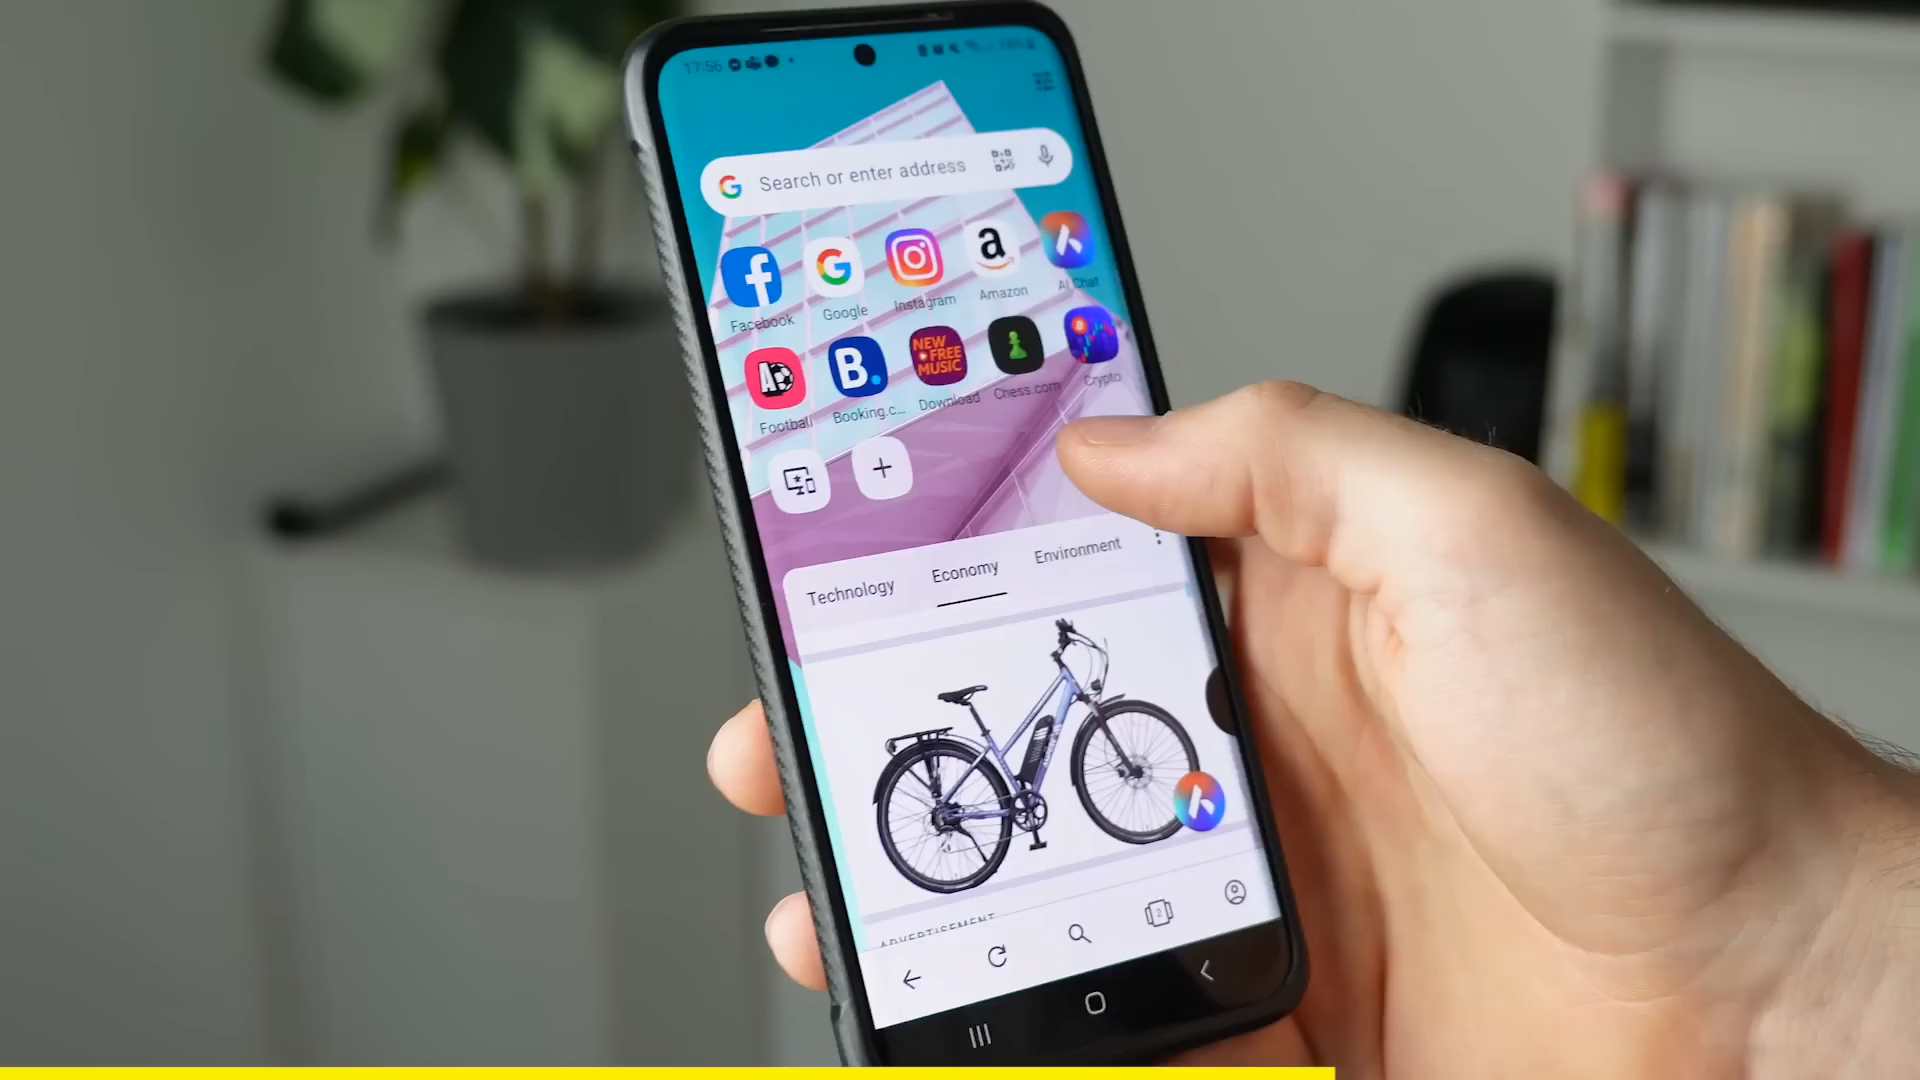 17:56
Search or enter address
Facebook
Google
Instagram
Amazon
AI Chat
NEW FREE MUSIC
Football
Booking.c...
Download
Chess.com
Crypto
Technology
Economy
Environment
ADVERTISEMENT